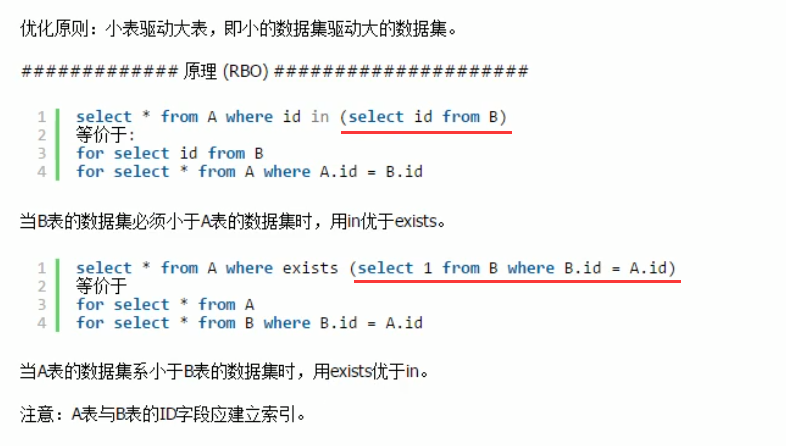 优化原则：小表驱动大表，即小的数据集驱动大的数据集。
############# 原理 (RBO) #####################
1 select * from A where id in (select id from B)
2 等价于:
3 for select id from B
4 for select * from A where A.id = B.id
当B表的数据集必须小于A表的数据集时，用in优于exists。
1 select * from A where exists (select 1 from B where B.id = A.id)
2 等价于
3 for select * from A
4 for select * from B where B.id = A.id
当A表的数据集系小于B表的数据集时，用exists优于in。
注意：A表与B表的ID字段应建立索引。